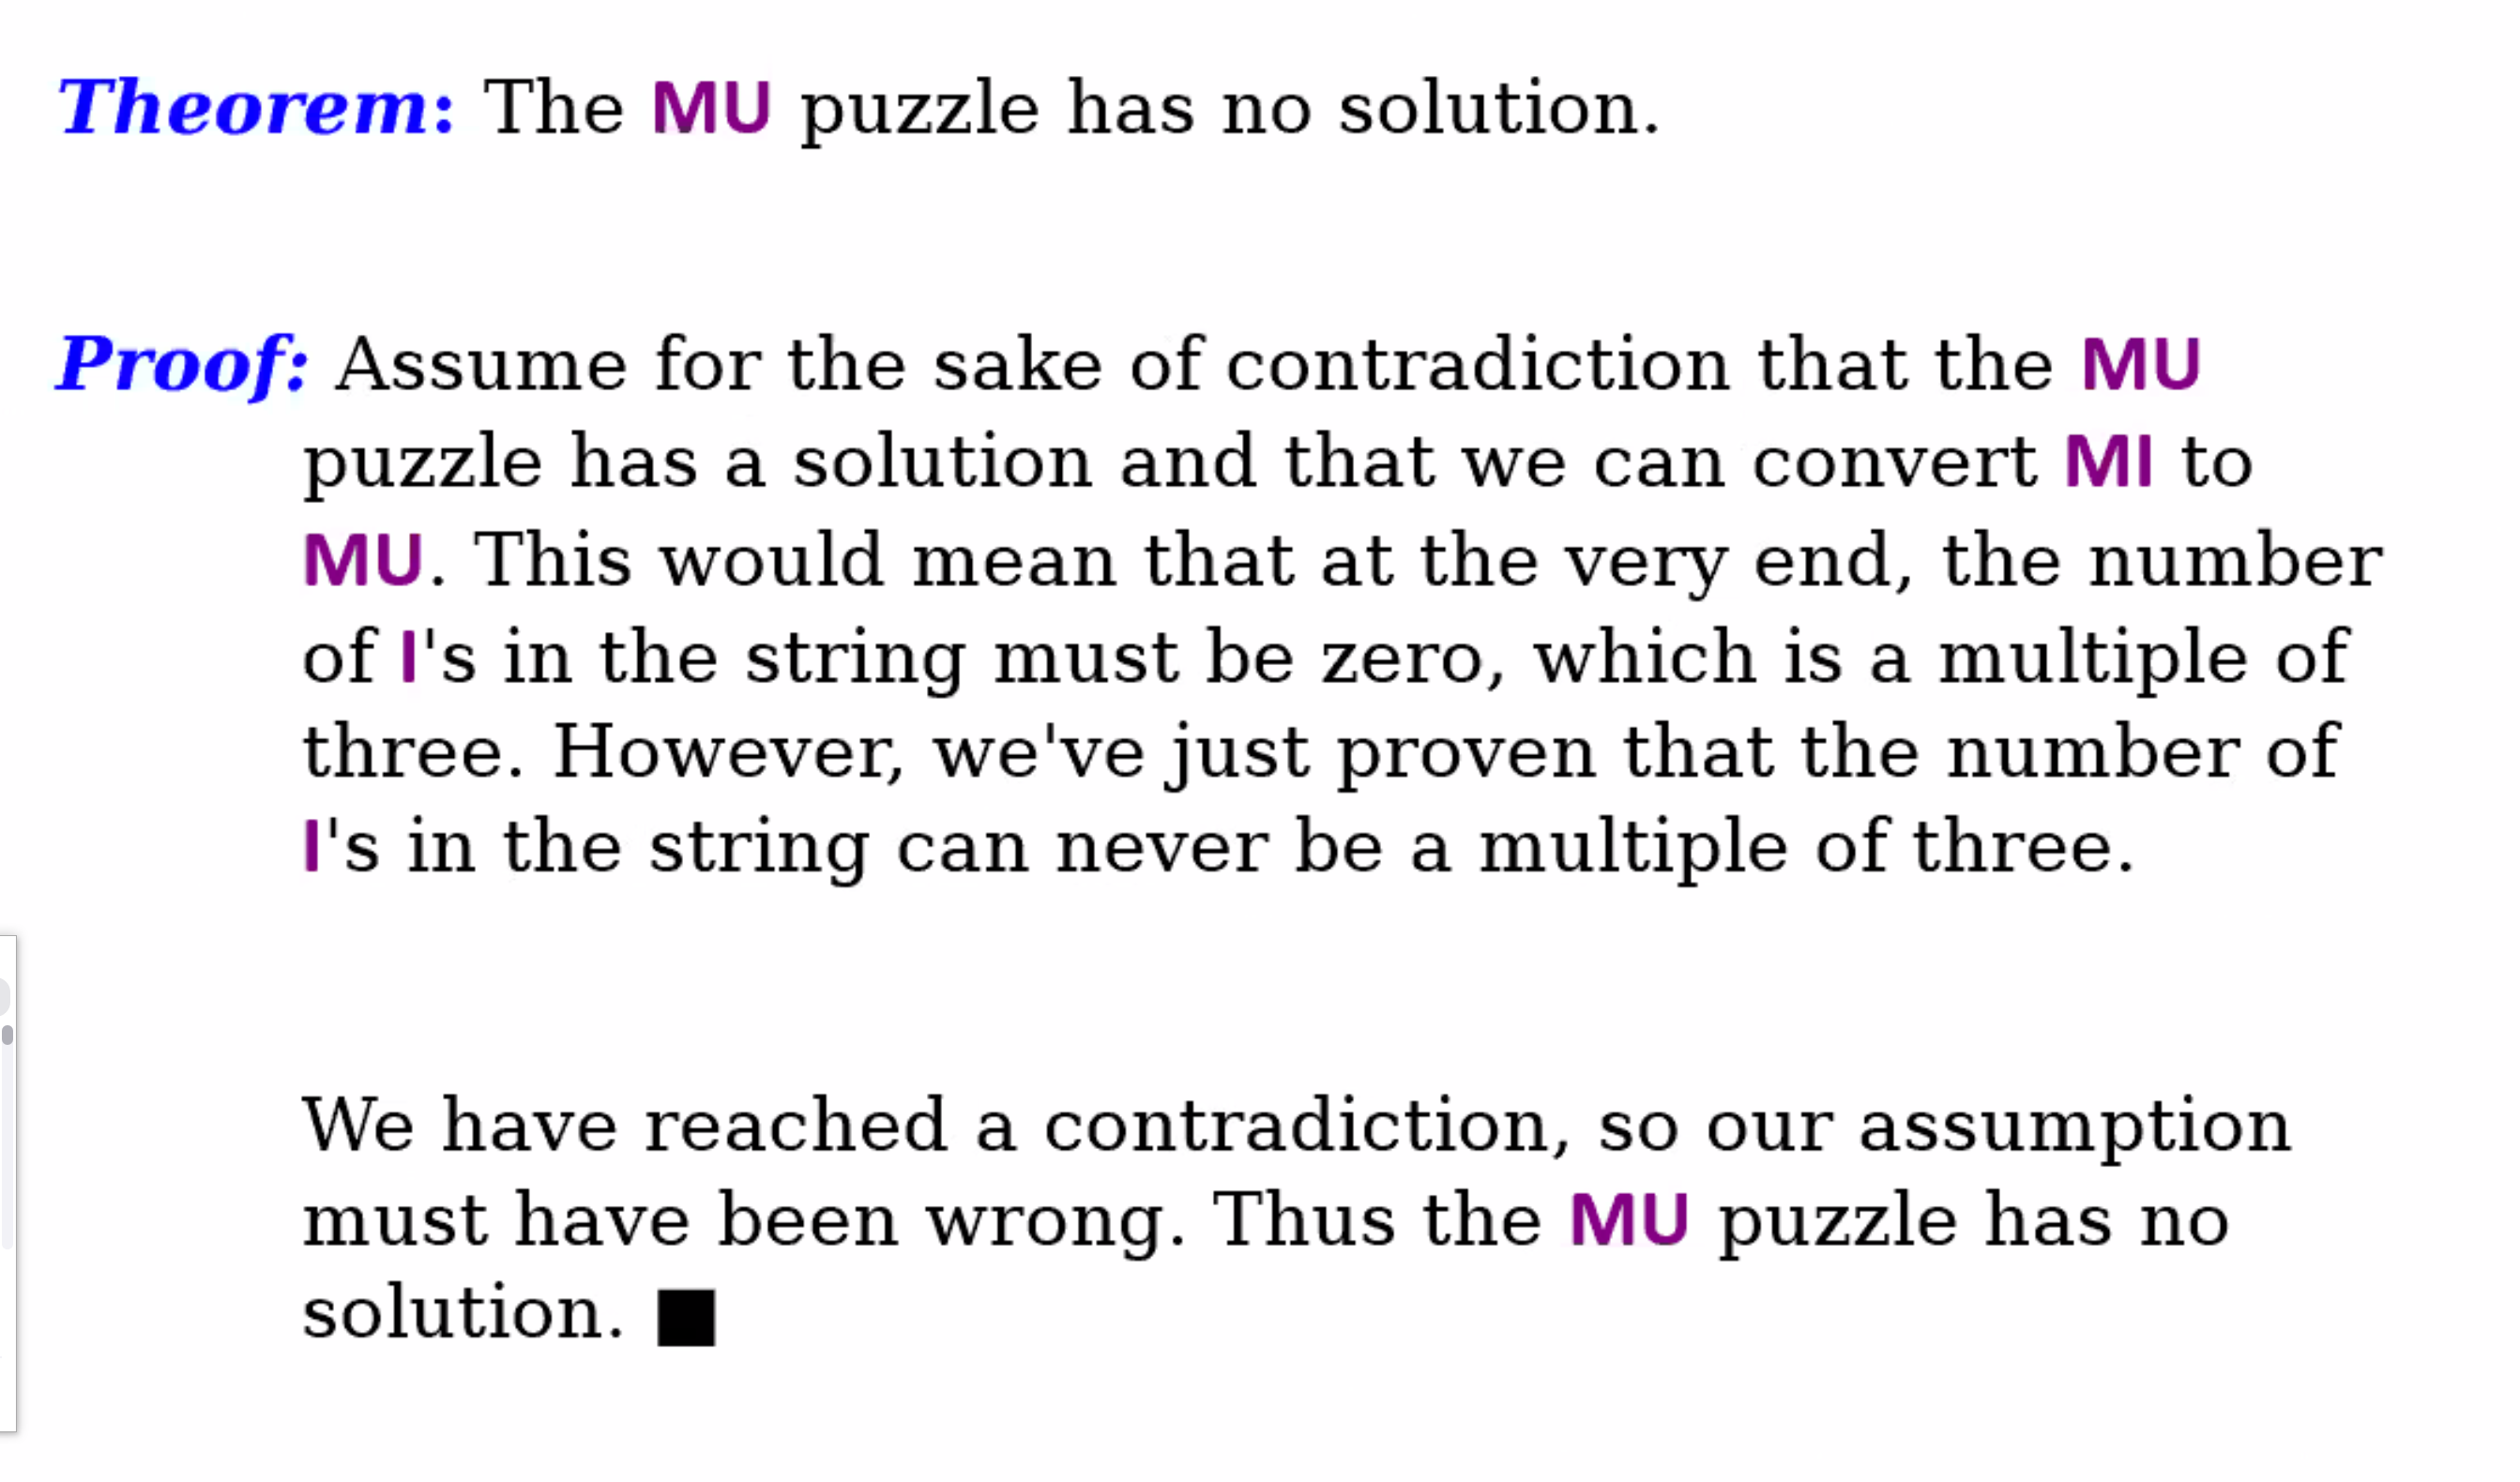 Theorem: The MU puzzle has no solution.
Proof: Assume for the sake of contradiction that the MU
puzzle has a solution and that we can convert MI to
MU. This would mean that at the very end, the number
of I's in the string must be zero, which is a multiple of
three. However, we've just proven that the number of
I's in the string can never be a multiple of three.
We have reached a contradiction, so our assumption
must have been wrong. Thus the MU puzzle has no
solution. ■